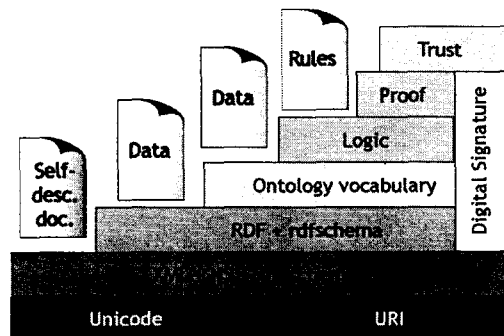 Rules
Trust
Data
Proof
Data
Logic
Self-
desc.
doc.
Ontology vocabulary
Digital Signature
RDF + rdfschema
Unicode
URI